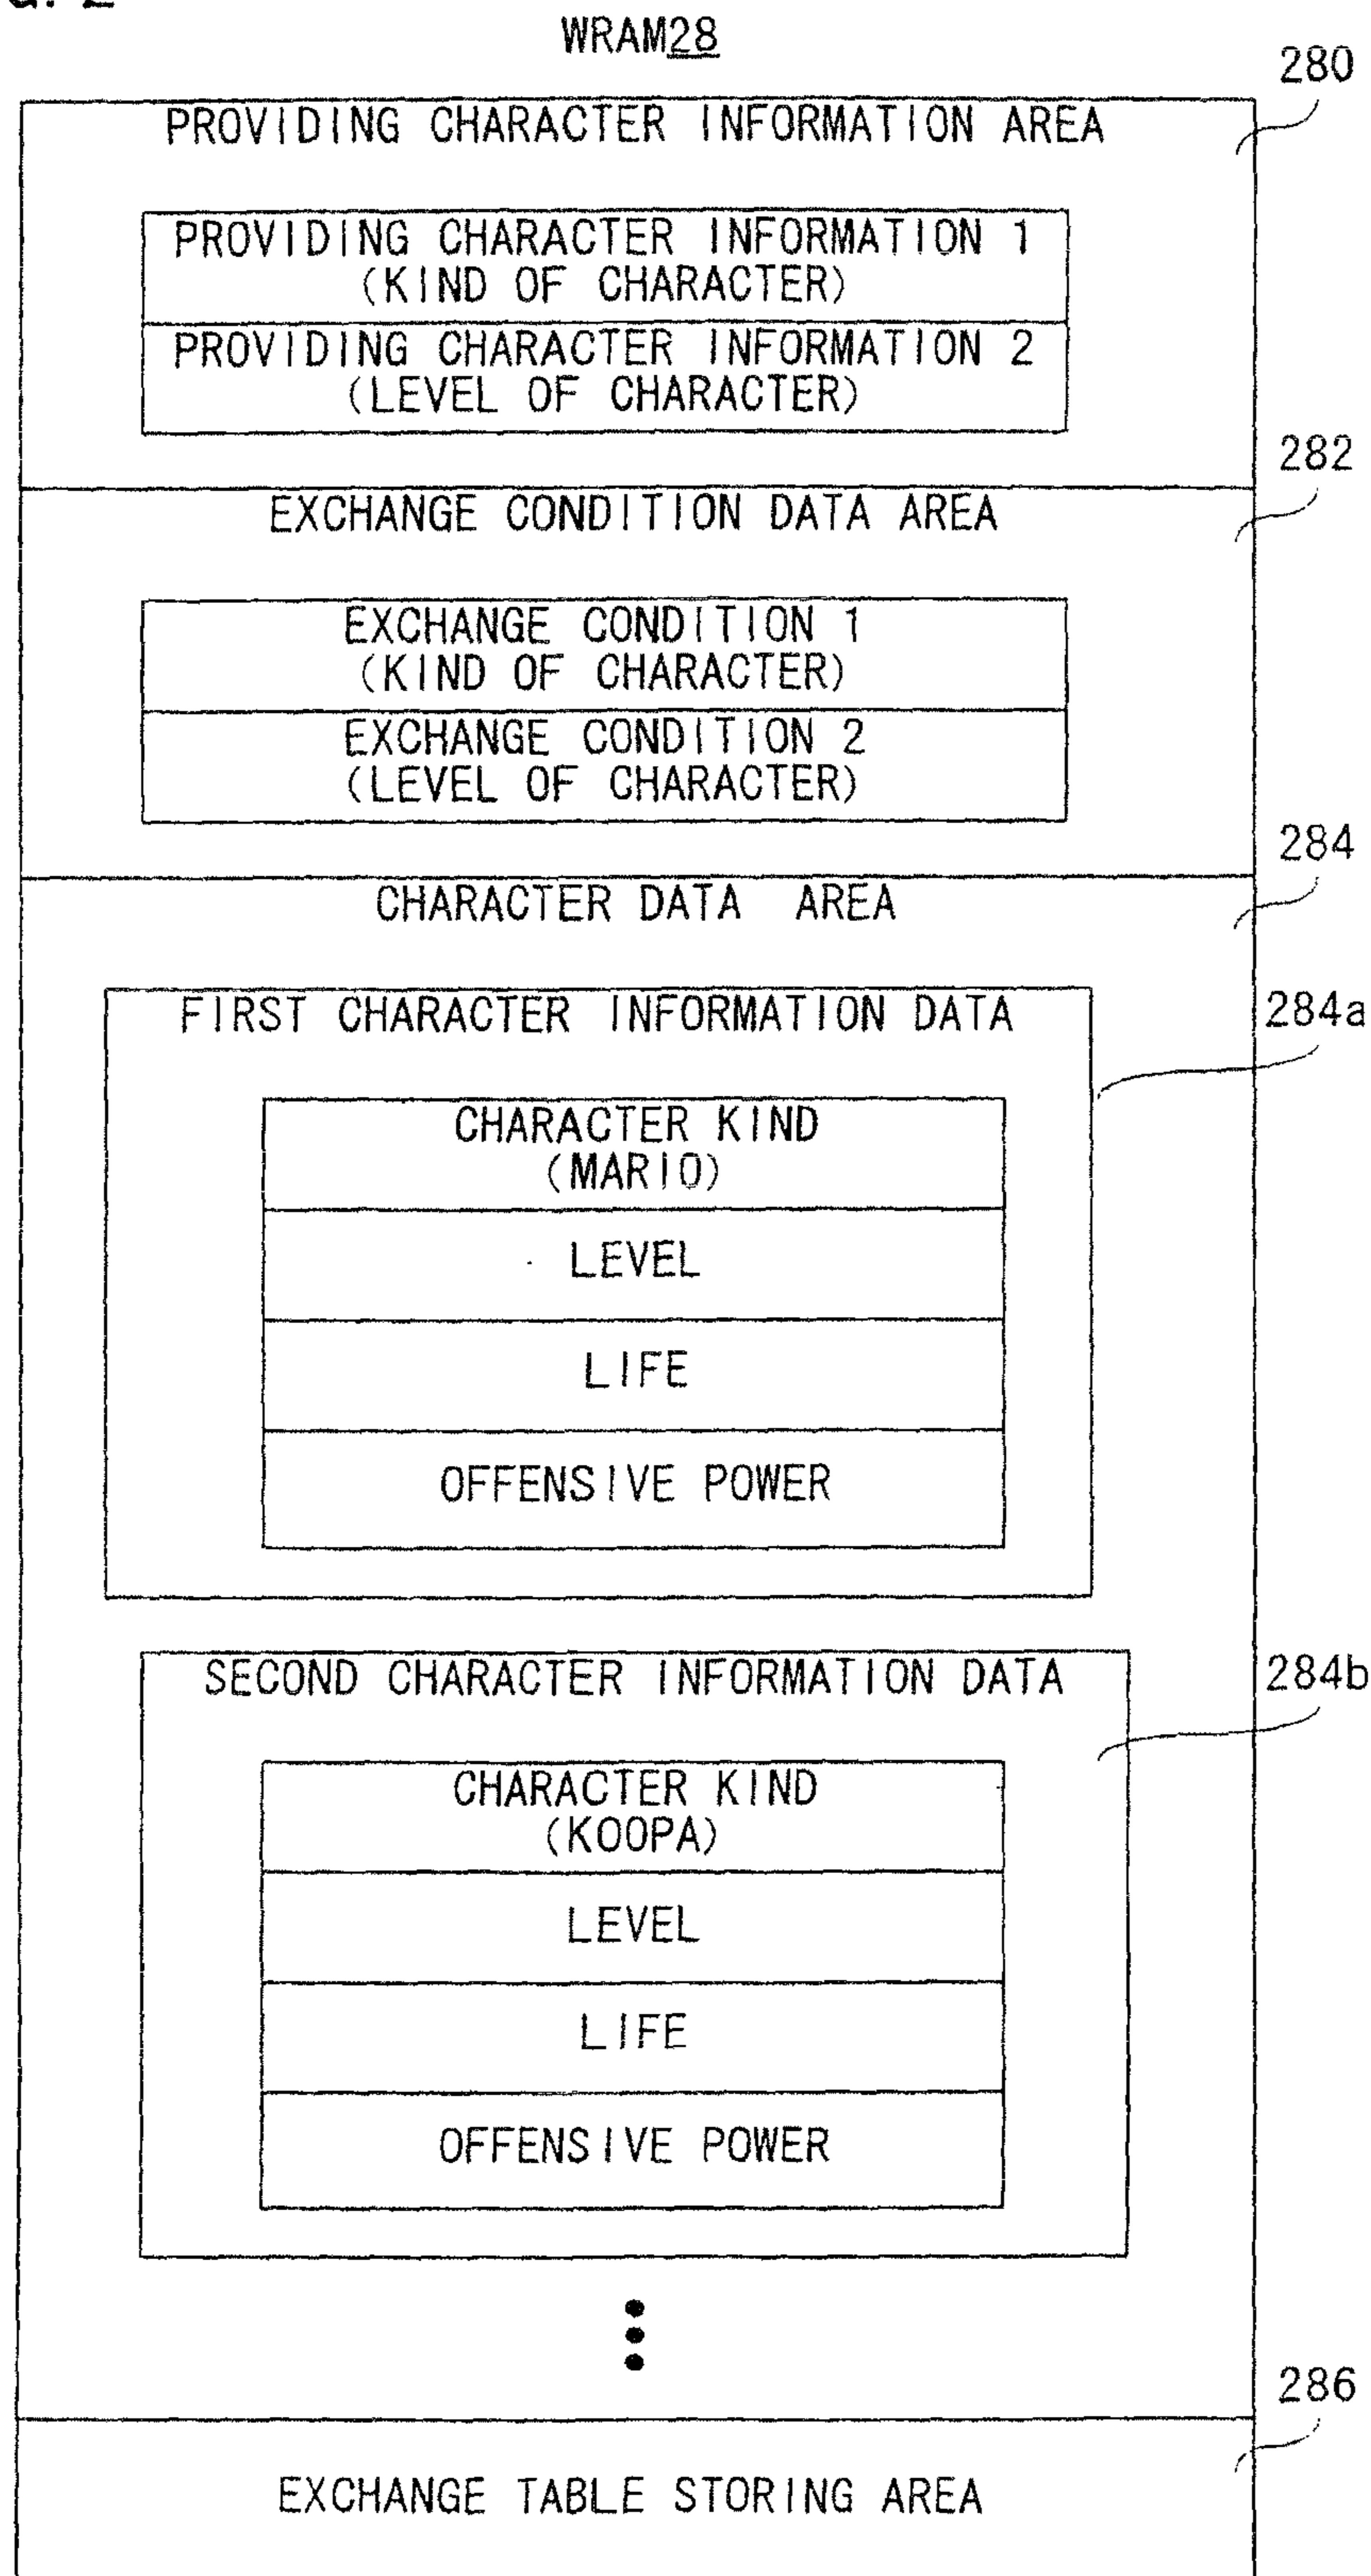 WRAM28
280
PROVIDING CHARACTER INFORMATION AREA
PROVIDING CHARACTER INFORMATION 1
(KIND OF CHARACTER)
PROVIDING CHARACTER INFORMATION 2
(LEVEL OF CHARACTER)
282
EXCHANGE CONDITION DATA AREA
EXCHANGE CONDITION 1
(KIND OF CHARACTER)
EXCHANGE CONDITION 2
(LEVEL OF CHARACTER)
284
CHARACTER DATA AREA
FIRST CHARACTER INFORMATION DATA
284a
CHARACTER KIND
(MARIO)
LEVEL
LIFE
OFFENSIVE POWER
SECOND CHARACTER INFORMATION DATA
284b
CHARACTER KIND
(KOOPA)
LEVEL
LIFE
OFFENSIVE POWER
286
EXCHANGE TABLE STORING AREA